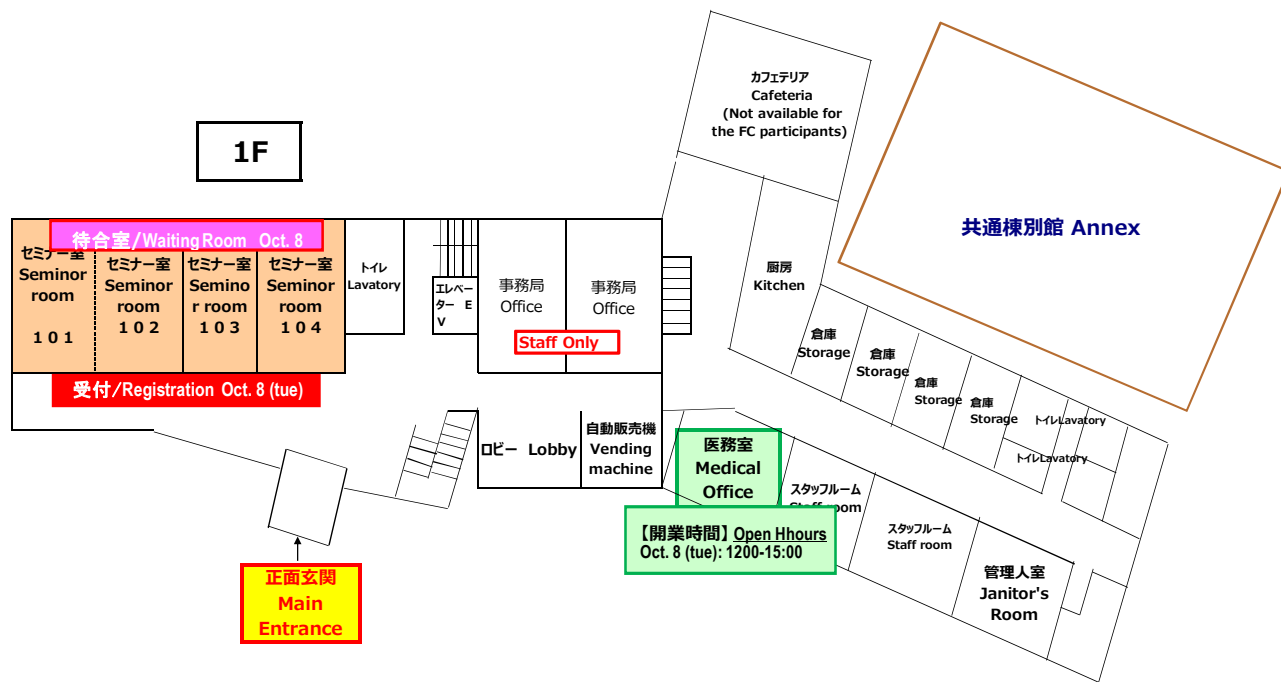 カフェテリア
Cafeteria
(Not available for
the FC participants)
1F
共通棟別館 Annex
待合室/Waiting Room Oct. 8
セミナー室
Seminor
room
１０１
セミナー室
Seminor
room
１０２
セミナー室
Semino
r room
１０３
セミナー室
Seminor
room
１０４
トイレ
Lavatory
エレベー
ター E
V
事務局
Office
事務局
Office
Staff Only
厨房
Kitchen
倉庫
Storage
倉庫
Storage
倉庫
Storage
倉庫
Storage
トイレLavatory
トイレLavatory
受付/Registration Oct. 8 (tue)
ロビー Lobby
自動販売機
Vending
machine
医務室
Medical
Office
スタッフルーム
Staff room
【開業時間】Open Hhours
Oct. 8 (tue): 1200-15:00
スタッフルーム
Staff room
管理人室
Janitor's
Room
正面玄関
Main
Entrance